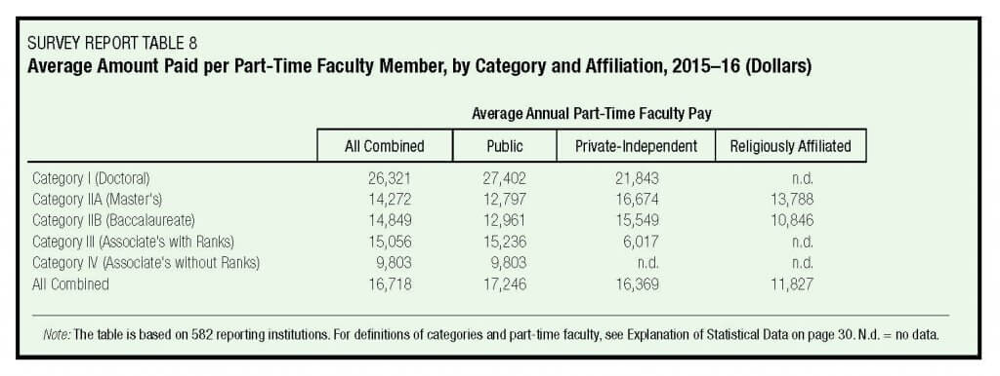 SURVEY REPORT TABLE 8
Average Amount Paid per Part-Time Faculty Member, by Category and Affiliation, 2015–16 (Dollars)
Average Annual Part-Time Faculty Pay
All Combined Public Private-Independent Religiously Affiliated
Category I (Doctoral) 26,321 27,402 21,843 n.d.
Category IIA (Master's) 14,272 12,797 16,674 13,788
Category IIB (Baccalaureate) 14,849 12,961 15,549 10,846
Category III (Associate's with Ranks) 15,056 15,236 6,017 n.d.
Category IV (Associate's without Ranks) 9,803 9,803 n.d. n.d.
All Combined 16,718 17,246 16,369 11,827
Note: The table is based on 582 reporting institutions. For definitions of categories and part-time faculty, see Explanation of Statistical Data on page 30. N.d. = no data.